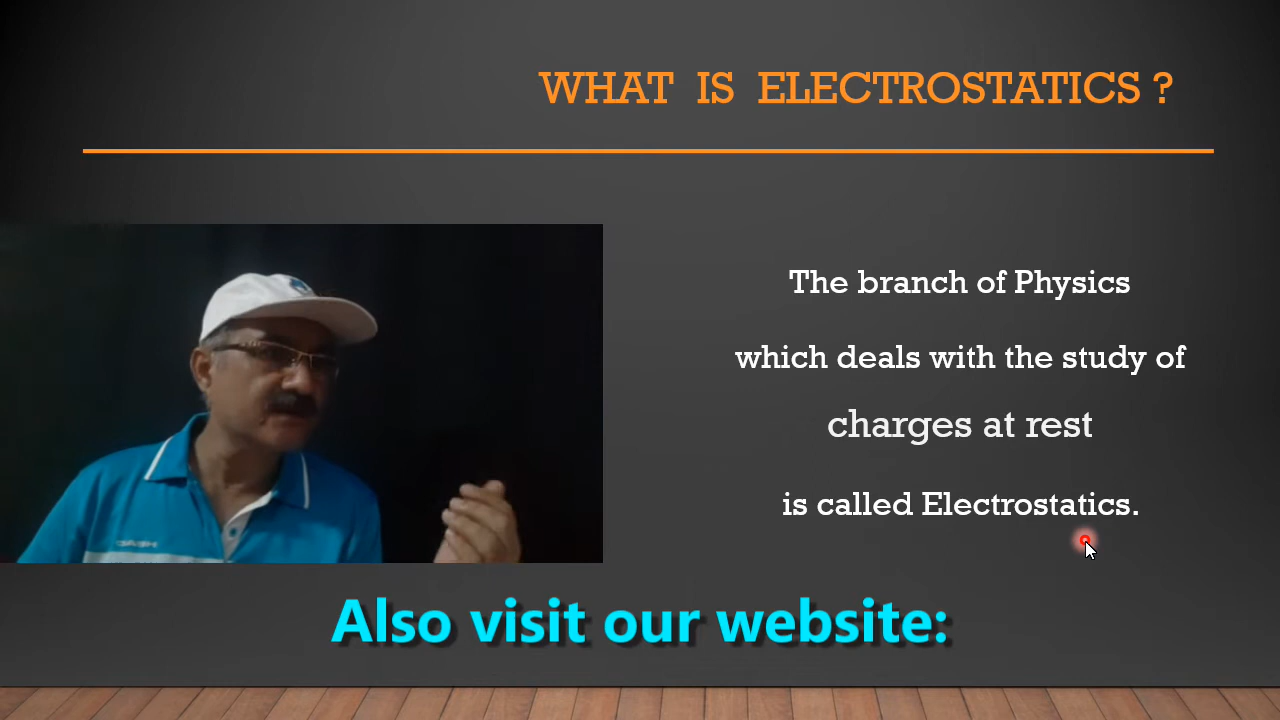 WHAT IS ELECTROSTATICS ?
The branch of Physics
which deals with the study of
charges at rest
is called Electrostatics.
Also visit our website: